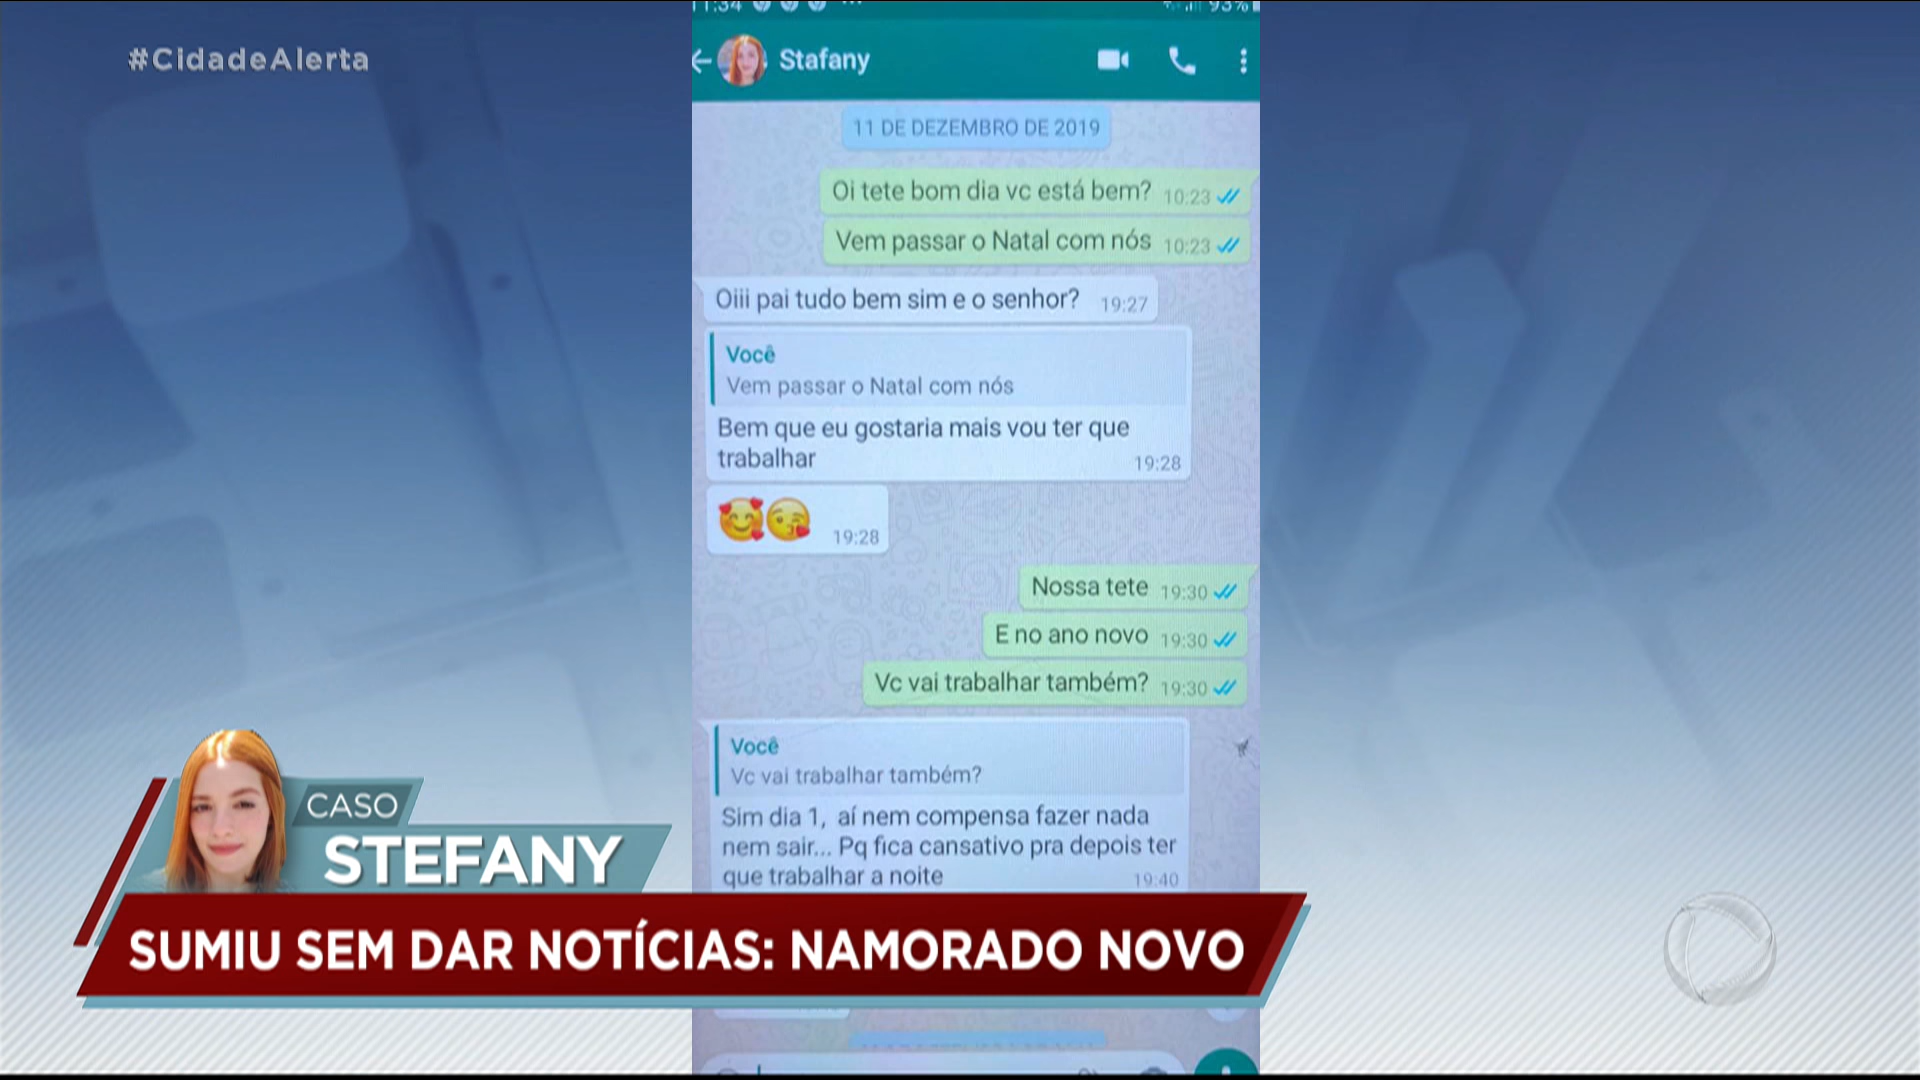 11:34
93%
#CidadeAlerta
Stafany
11 DE DEZEMBRO DE 2019
Oi tete bom dia vc está bem? 10:23
Vem passar o Natal com nós 10:23
Oiii pai tudo bem sim e o senhor? 19:27
Você
Vem passar o Natal com nós
Bem que eu gostaria mais vou ter que
trabalhar 19:28
19:28
Nossa tete 19:30
E no ano novo 19:30
Vc vai trabalhar também? 19:30
Você
Vc vai trabalhar também?
Sim dia 1, aí nem compensa fazer nada
nem sair... Pq fica cansativo pra depois ter
que trabalhar a noite 19:40
CASO
STEFANY
SUMIU SEM DAR NOTÍCIAS: NAMORADO NOVO